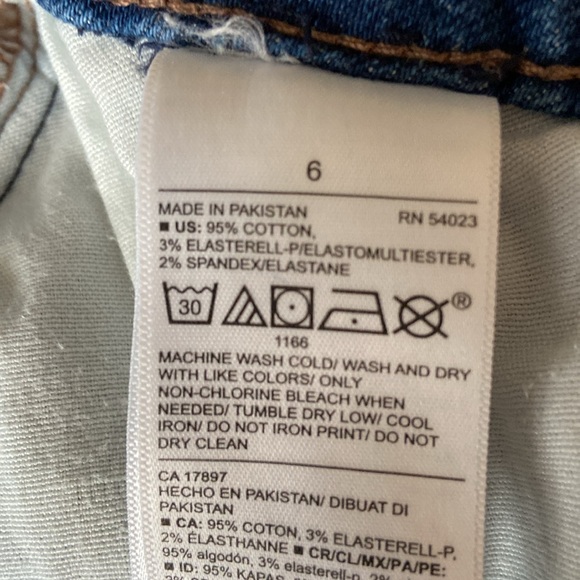 6
MADE IN PAKISTAN RN 54023
■ US: 95% COTTON,
3% ELASTERELL-P/ELASTOMULTIESTER,
2% SPANDEX/ELASTANE
30 ®
1166
MACHINE WASH COLD/ WASH AND DRY
WITH LIKE COLORS/ ONLY
NON-CHLORINE BLEACH WHEN
NEEDED/ TUMBLE DRY LOW/ COOL
IRON/ DO NOT IRON PRINT/ DO NOT
DRY CLEAN
CA 17897
HECHO EN PAKISTAN/ DIBUAT DI
PAKISTAN
■ CA: 95% COTON, 3% ELASTERELL-P,
2% ÉLASTHANNE ■ CR/CL/MX/PA/PE:
95% algodón, 3% elasterell-p, 2%
■ ID: 95% KAPAS,